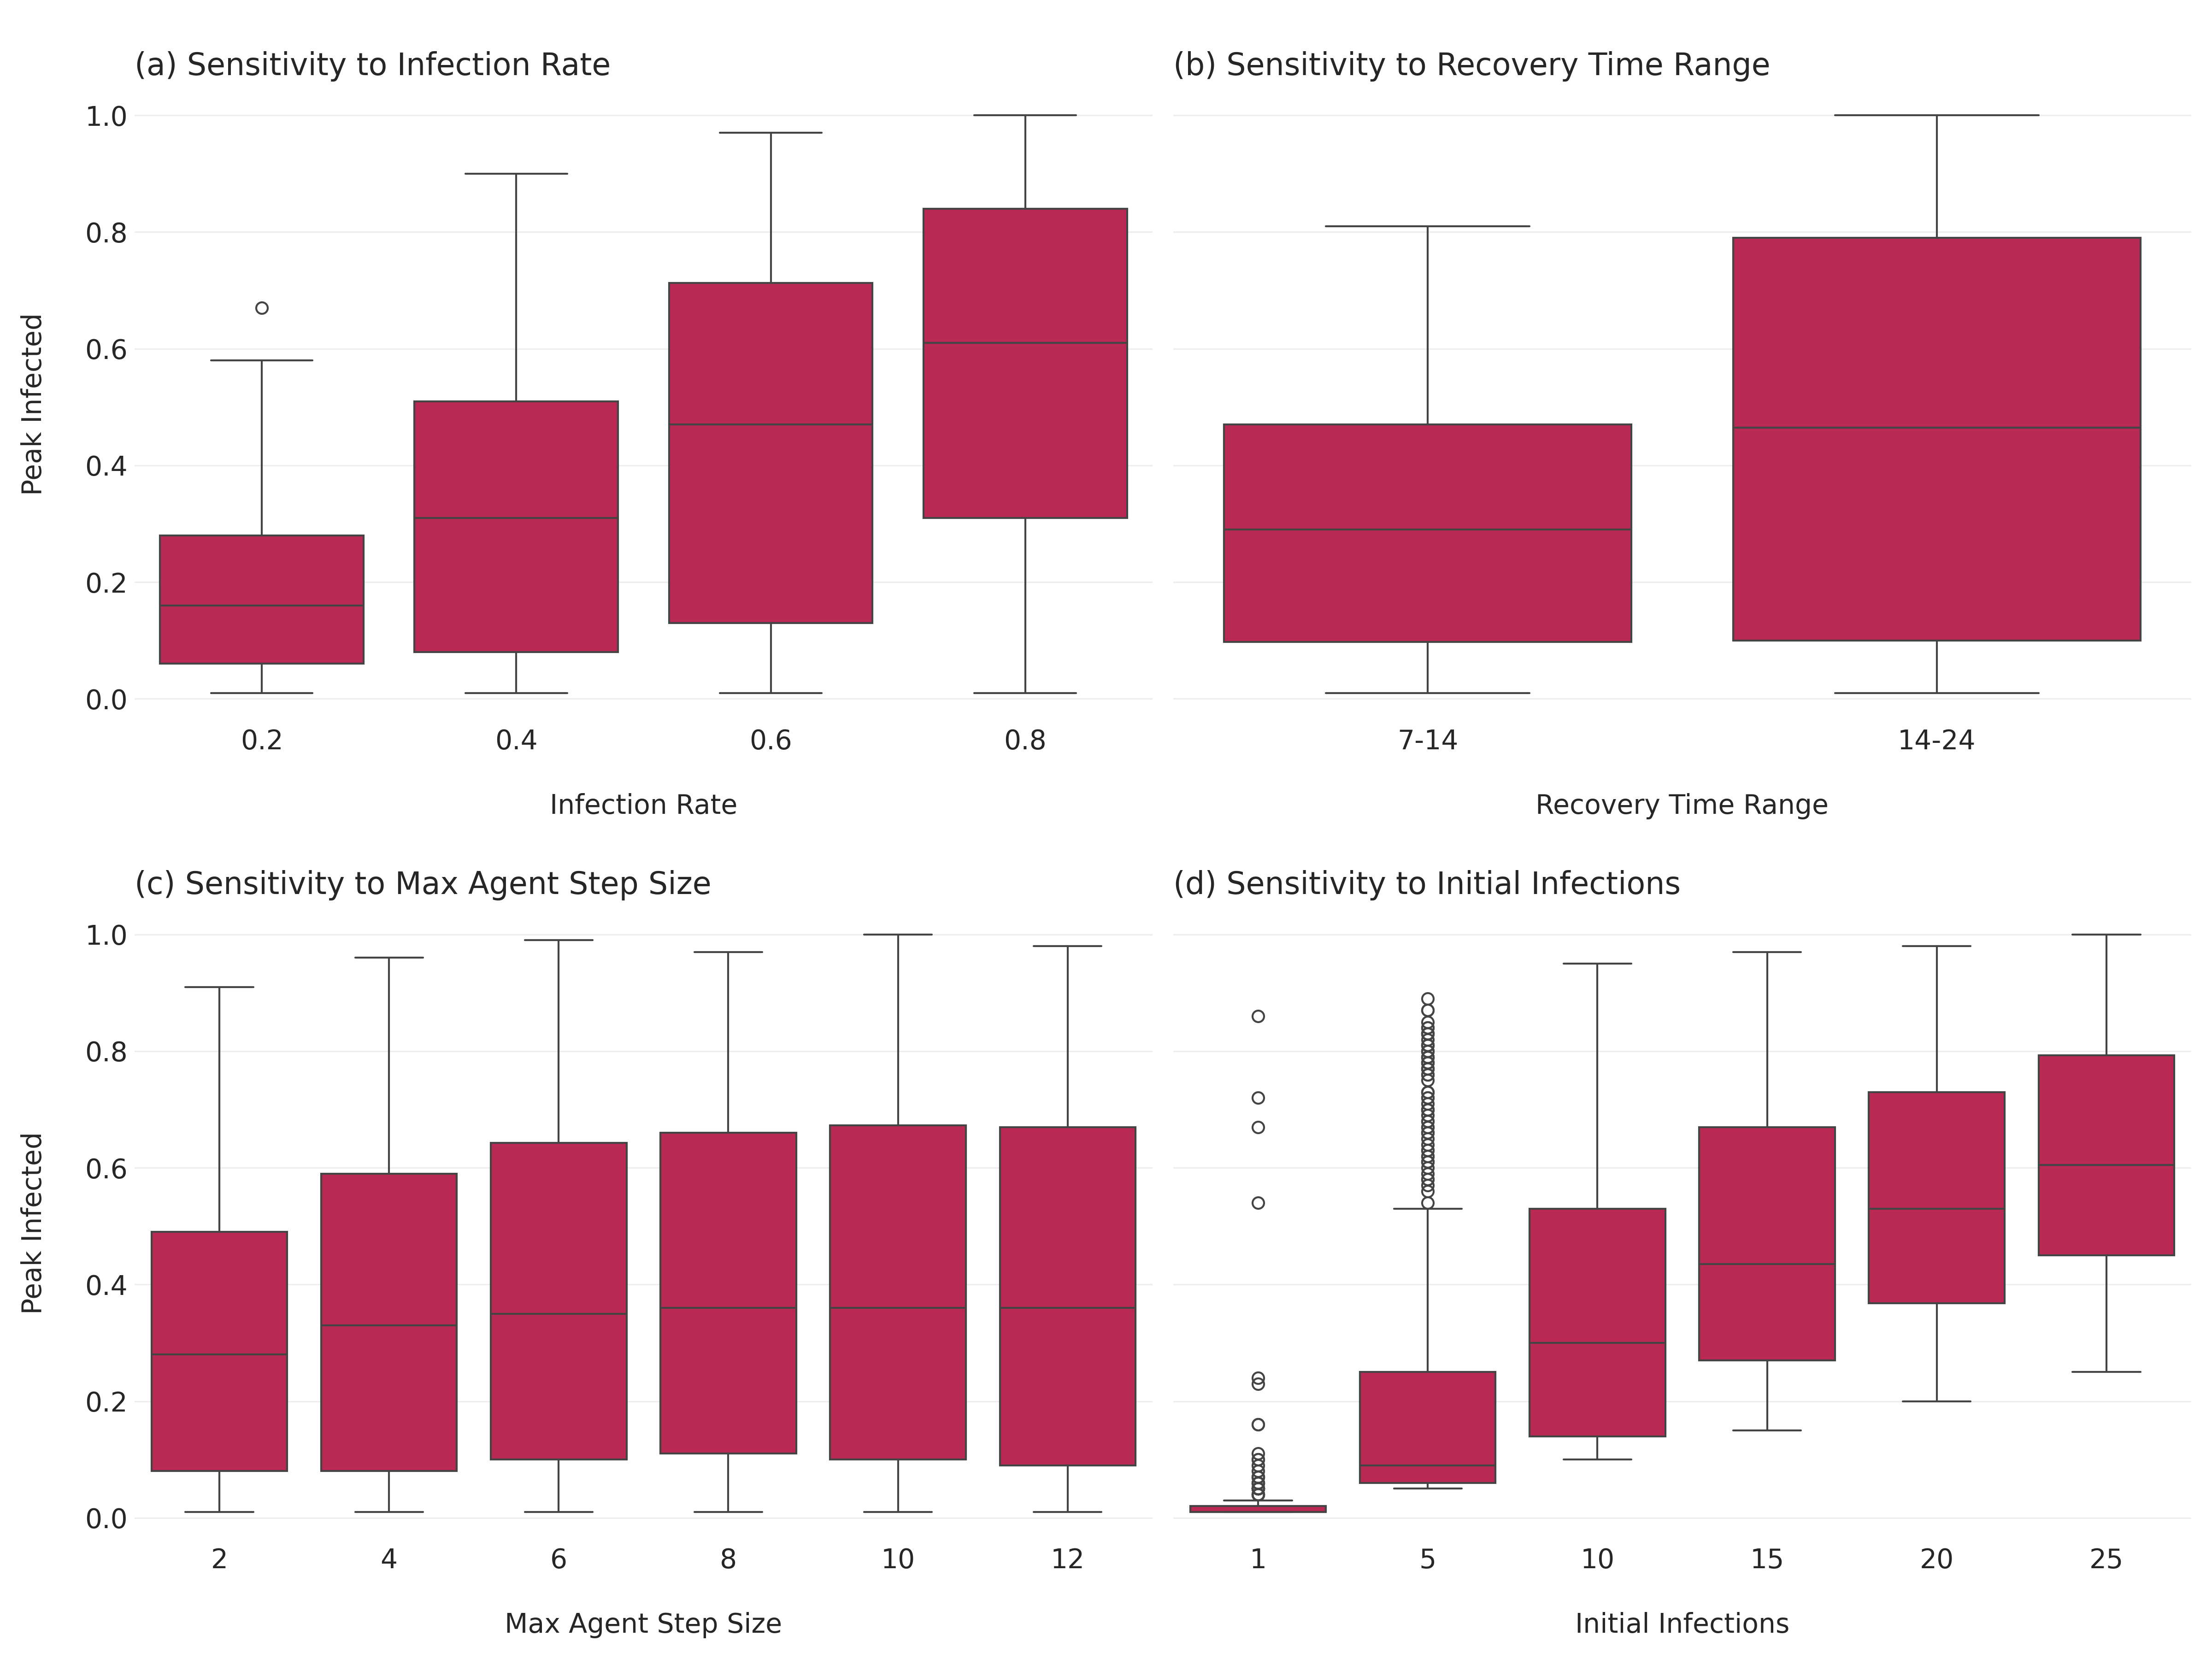 (a) Sensitivity to Infection Rate
Peak Infected
1.0
0.8
0.6
0.4
0.2
0.0
0.2 0.4 0.6 0.8
Infection Rate
(b) Sensitivity to Recovery Time Range
7-14 14-24
Recovery Time Range
(c) Sensitivity to Max Agent Step Size
Peak Infected
1.0
0.8
0.6
0.4
0.2
0.0
2 4 6 8 10 12
Max Agent Step Size
(d) Sensitivity to Initial Infections
1 5 10 15 20 25
Initial Infections